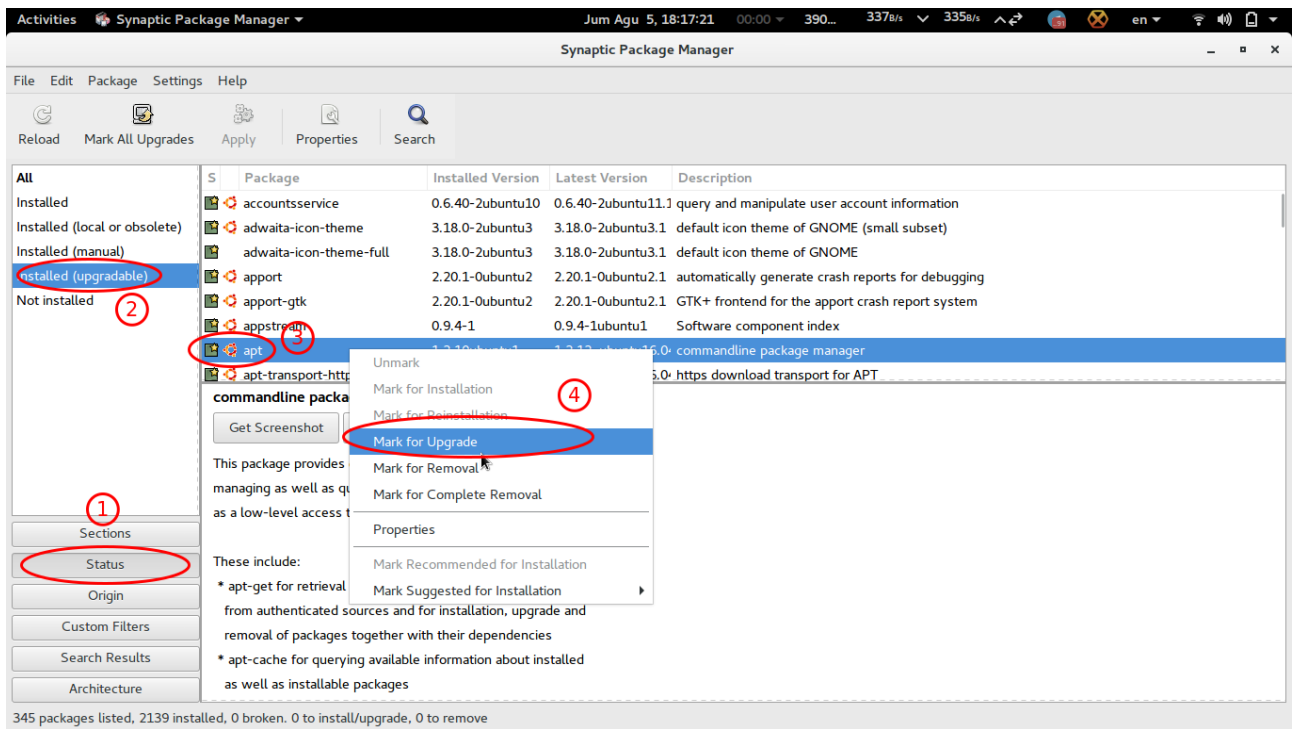 Activities Synaptic Package Manager Jum Agu 5, 18:17:21 00:00 390... 337B/s 335B/s en
Synaptic Package Manager
File Edit Package Settings Help
Reload Mark All Upgrades Apply Properties Search
All
Installed
Installed (local or obsolete)
Installed (manual)
Installed (upgradable)
Not installed
2
S Package Installed Version Latest Version Description
accountsservice 0.6.40-2ubuntu10 0.6.40-2ubuntu11.1 query and manipulate user account information
adwaita-icon-theme 3.18.0-2ubuntu3 3.18.0-2ubuntu3.1 default icon theme of GNOME (small subset)
adwaita-icon-theme-full 3.18.0-2ubuntu3 3.18.0-2ubuntu3.1 default icon theme of GNOME
apport 2.20.1-0ubuntu2 2.20.1-0ubuntu2.1 automatically generate crash reports for debugging
apport-gtk 2.20.1-0ubuntu2 2.20.1-0ubuntu2.1 GTK+ frontend for the apport crash report system
appstream 0.9.4-1 0.9.4-1ubuntu1 Software component index
3
apt commandline package manager
apt-transport-http https download transport for APT
Unmark
Mark for Installation
Mark for Reinstallation
Mark for Upgrade
Mark for Removal
Mark for Complete Removal
Properties
Mark Recommended for Installation
Mark Suggested for Installation
4
commandline packa
Get Screenshot
This package provides
managing as well as qu
as a low-level access t
These include:
* apt-get for retrieval
from authenticated sources and for installation, upgrade and
removal of packages together with their dependencies
* apt-cache for querying available information about installed
as well as installable packages
1
Sections
Status
Origin
Custom Filters
Search Results
Architecture
345 packages listed, 2139 installed, 0 broken. 0 to install/upgrade, 0 to remove